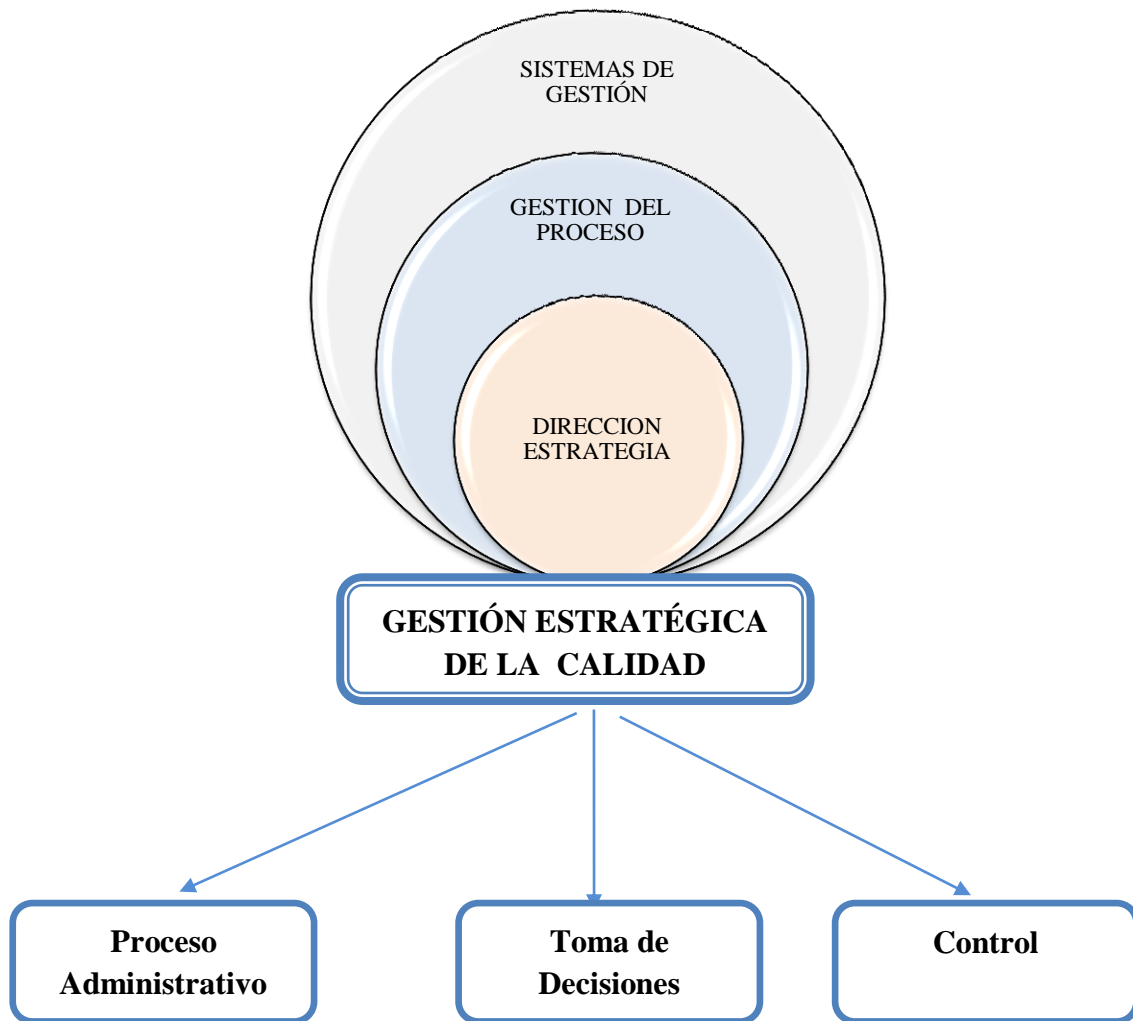 SISTEMAS DE
GESTIÓN
GESTION DEL
PROCESO
DIRECCION
ESTRATEGIA
GESTIÓN ESTRATÉGICA
DE LA CALIDAD
Proceso
Administrativo
Toma de
Decisiones
Control